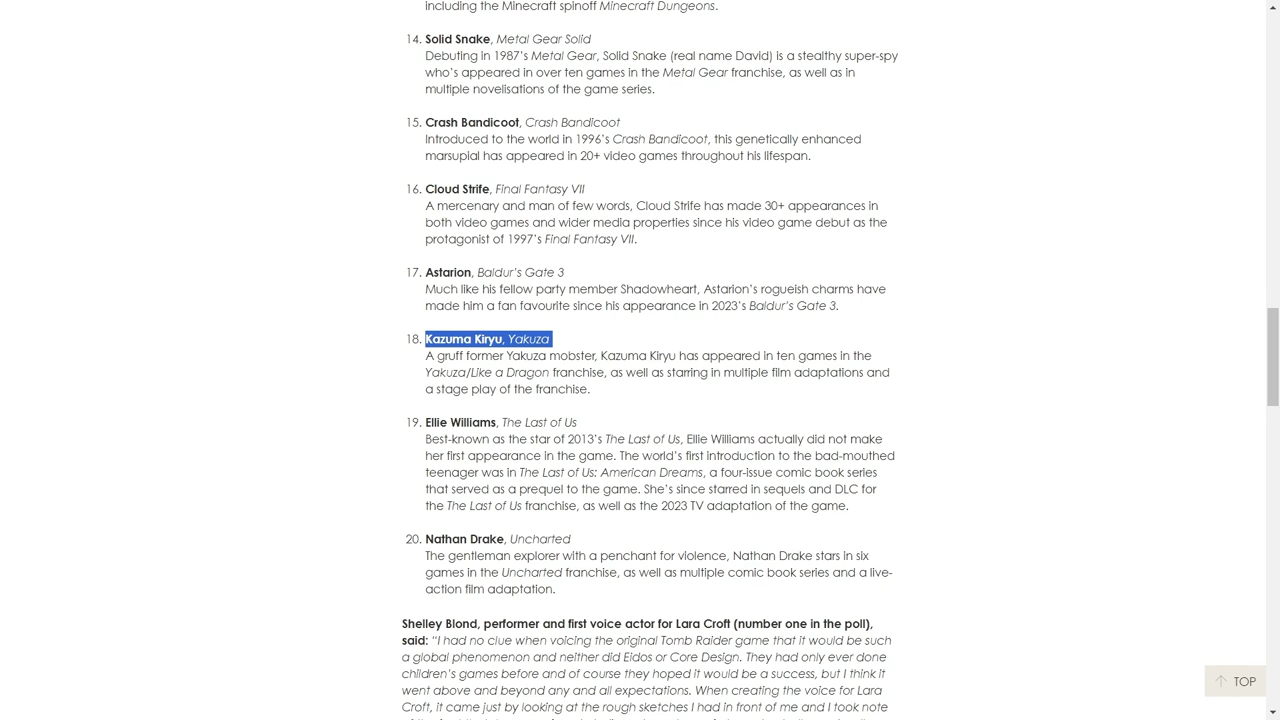 including the Minecraft spinoff Minecraft Dungeons.
14. Solid Snake, Metal Gear Solid
Debuting in 1987’s Metal Gear, Solid Snake (real name David) is a stealthy super-spy
who’s appeared in over ten games in the Metal Gear franchise, as well as in
multiple novelisations of the game series.
15. Crash Bandicoot, Crash Bandicoot
Introduced to the world in 1996’s Crash Bandicoot, this genetically enhanced
marsupial has appeared in 20+ video games throughout his lifespan.
16. Cloud Strife, Final Fantasy VII
A mercenary and man of few words, Cloud Strife has made 30+ appearances in
both video games and wider media properties since his video game debut as the
protagonist of 1997’s Final Fantasy VII.
17. Astarion, Baldur’s Gate 3
Much like his fellow party member Shadowheart, Astarion’s rogueish charms have
made him a fan favourite since his appearance in 2023’s Baldur’s Gate 3.
18. Kazuma Kiryu, Yakuza
A gruff former Yakuza mobster, Kazuma Kiryu has appeared in ten games in the
Yakuza/Like a Dragon franchise, as well as starring in multiple film adaptations and
a stage play of the franchise.
19. Ellie Williams, The Last of Us
Best-known as the star of 2013’s The Last of Us, Ellie Williams actually did not make
her first appearance in the game. The world’s first introduction to the bad-mouthed
teenager was in The Last of Us: American Dreams, a four-issue comic book series
that served as a prequel to the game. She’s since starred in sequels and DLC for
the The Last of Us franchise, as well as the 2023 TV adaptation of the game.
20. Nathan Drake, Uncharted
The gentleman explorer with a penchant for violence, Nathan Drake stars in six
games in the Uncharted franchise, as well as multiple comic book series and a live-
action film adaptation.
Shelley Blond, performer and first voice actor for Lara Croft (number one in the poll),
said: “I had no clue when voicing the original Tomb Raider game that it would be such
a global phenomenon and neither did Eidos or Core Design. They had only ever done
children’s games before and of course they hoped it would be a success, but I think it
went above and beyond any and all expectations. When creating the voice for Lara
Croft, it came just by looking at the rough sketches I had in front of me and I took note
TOP